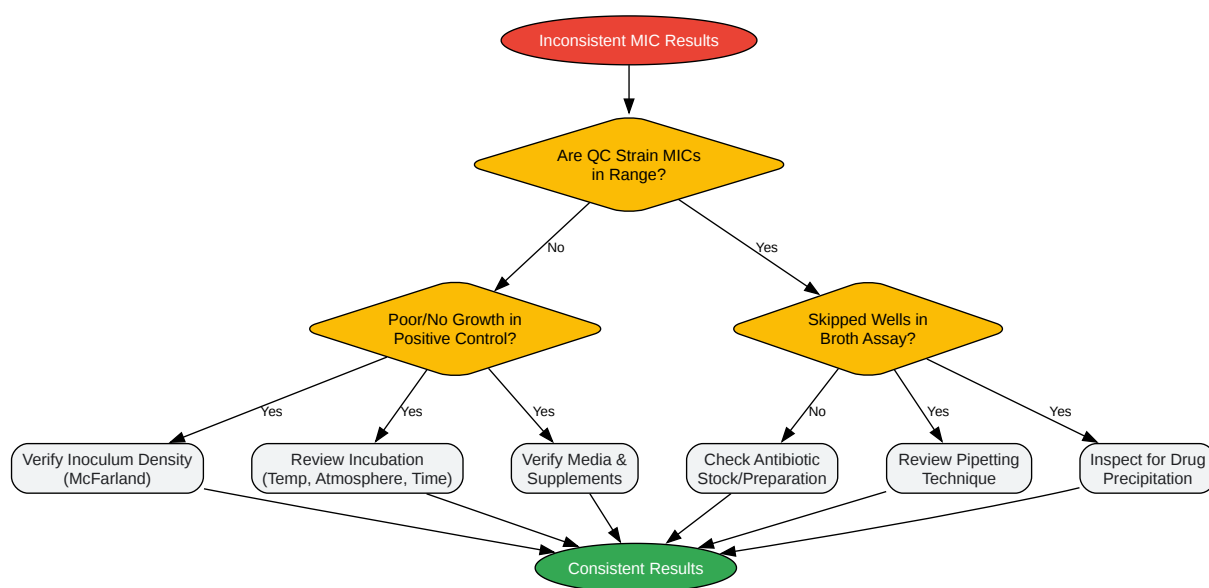 Inconsistent MIC Results
Are QC Strain MICs
in Range?
No
Yes
Poor/No Growth in
Positive Control?
Skipped Wells in
Broth Assay?
Yes
Yes
Yes
No
Yes
Yes
Verify Inoculum Density
(McFarland)
Review Incubation
(Temp, Atmosphere, Time)
Verify Media &
Supplements
Check Antibiotic
Stock/Preparation
Review Pipetting
Technique
Inspect for Drug
Precipitation
Consistent Results